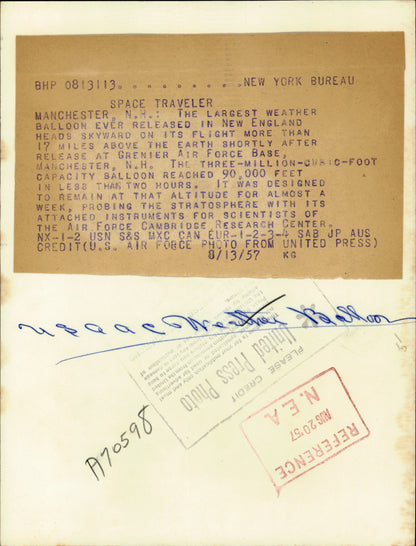 BHP 0813113..........NEW YORK BUREAU
SPACE TRAVELER
MANCHESTER, N.H.: THE LARGEST WEATHER
BALLOON EVER RELEASED IN NEW ENGLAND
HEADS SKYWARD ON ITS FLIGHT MORE THAN
17 MILES ABOVE THE EARTH SHORTLY AFTER
RELEASE AT GRENIER AIR FORCE BASE,
MANCHESTER, N.H. THE THREE-MILLION-CUBIC-FOOT
CAPACITY BALLOON REACHED 90,000 FEET
IN LESS THAN TWO HOURS. IT WAS DESIGNED
TO REMAIN AT THAT ALTITUDE FOR ALMOST A
WEEK, PROBING THE STRATOSPHERE WITH ITS
ATTACHED INSTRUMENTS FOR SCIENTISTS OF
THE AIR FORCE CAMBRIDGE RESEARCH CENTER.
NX-1-2 USN S&S MXC CAN EUR-1-2-3-4 SAB JP AUS
CREDIT(U.S. AIR FORCE PHOTO FROM UNITED PRESS)
8/13/57 KG
Weather Balloon
PLEASE
CREDIT
United Press Photo
REFERENCE
AUG 20 '57
N.E.A
A70598